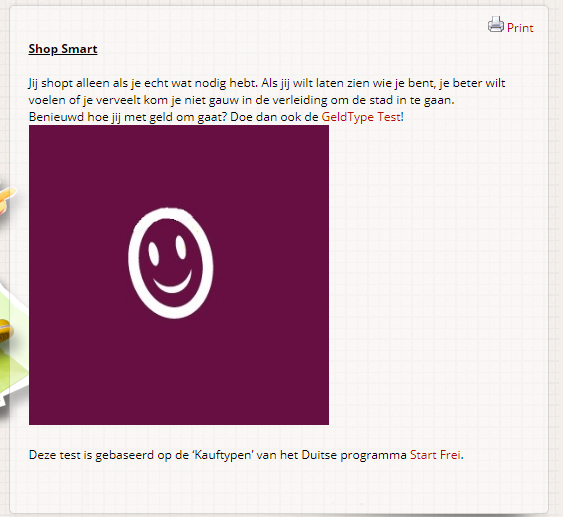 Print
Shop Smart
Jij shopt alleen als je echt wat nodig hebt. Als jij wilt laten zien wie je bent, je beter wilt
voelen of je verveelt kom je niet gauw in de verleiding om de stad in te gaan.
Benieuwd hoe jij met geld om gaat? Doe dan ook de GeldType Test!
Deze test is gebaseerd op de ‘Kauftypen’ van het Duitse programma Start Frei.